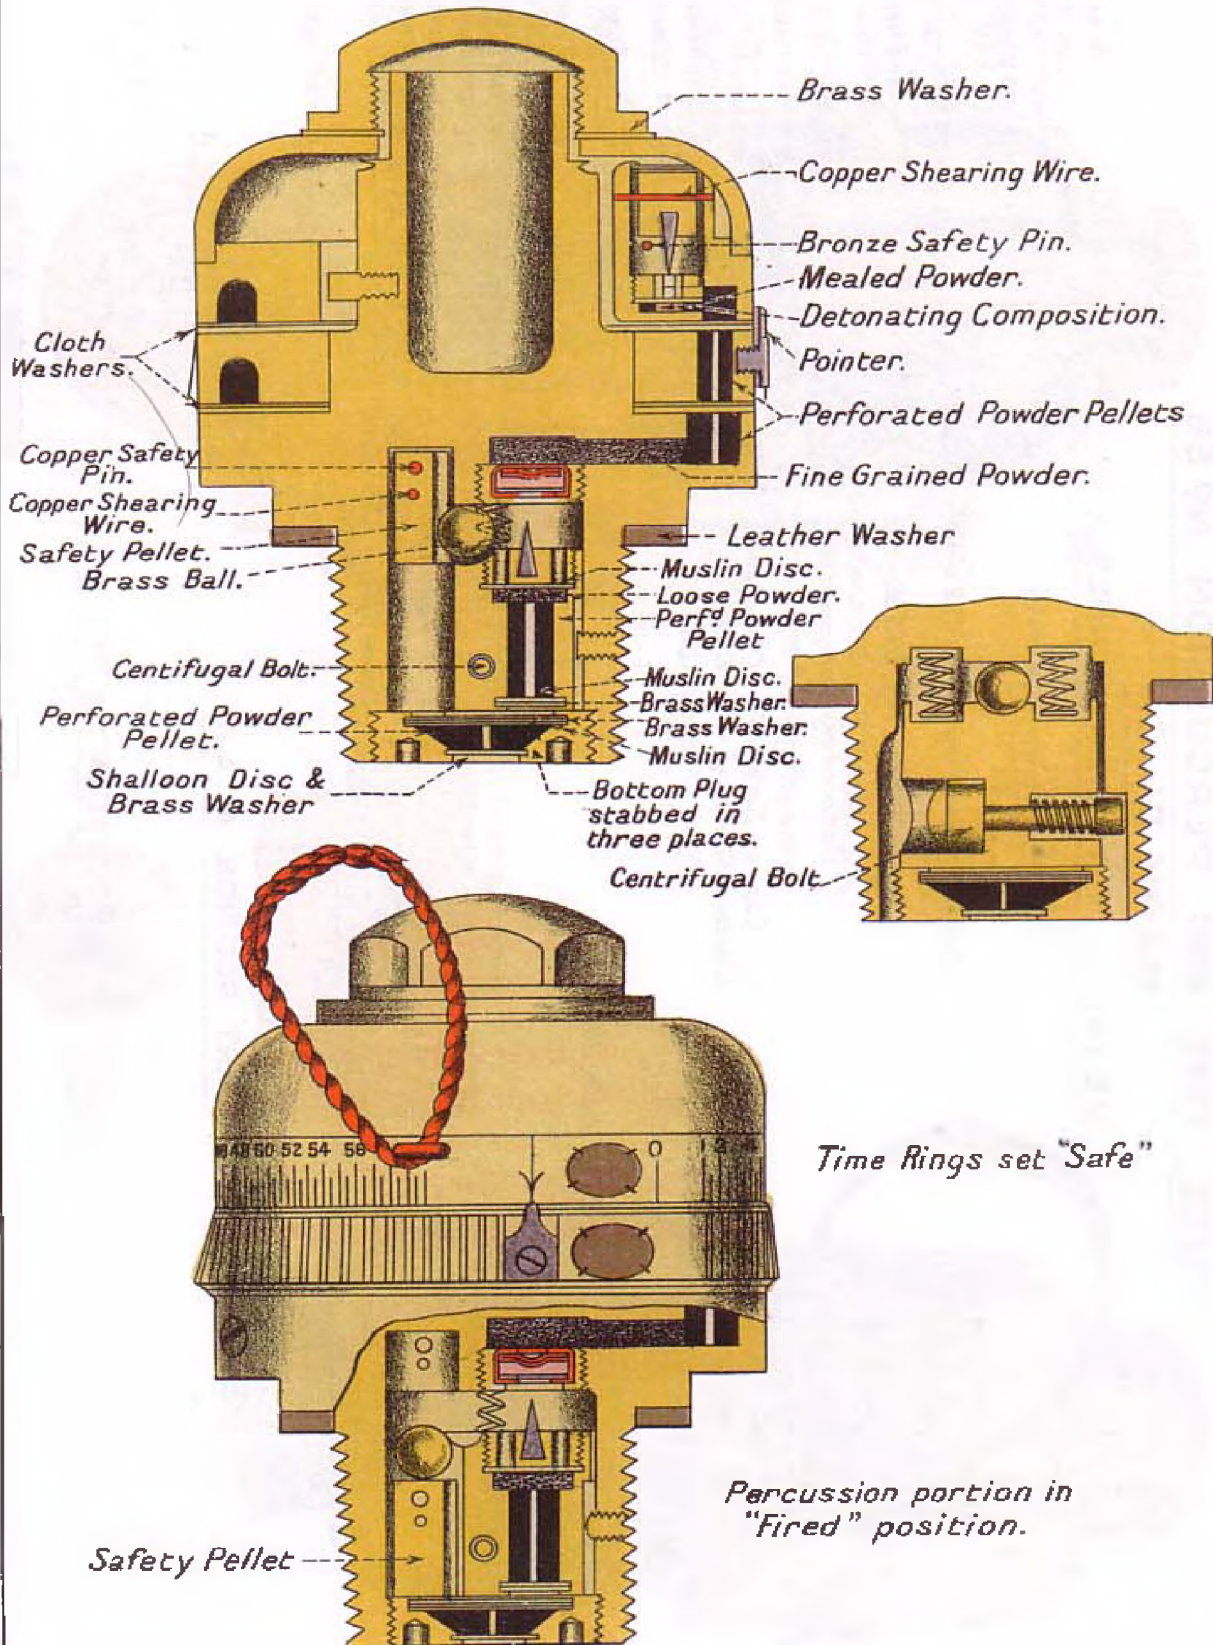 Brass Washer.
Copper Shearing Wire.
Bronze Safety Pin.
Mealed Powder.
Detonating Composition.
Pointer.
Perforated Powder Pellets
Fine Grained Powder.
Leather Washer
Muslin Disc.
Loose Powder.
Perfd. Powder
Pellet
Muslin Disc.
Brass Washer.
Brass Washer.
Muslin Disc.
Bottom Plug
stabbed in
three places.
Cloth
Washers.
Copper Safety
Pin.
Copper Shearing
Wire.
Safety Pellet.
Brass Ball.
Centifugal Bolt.
Perforated Powder
Pellet.
Shalloon Disc &
Brass Washer
Centrifugal Bolt
52 54 0
Time Rings set "Safe"
Percussion portion in
"Fired" position.
Safety Pellet